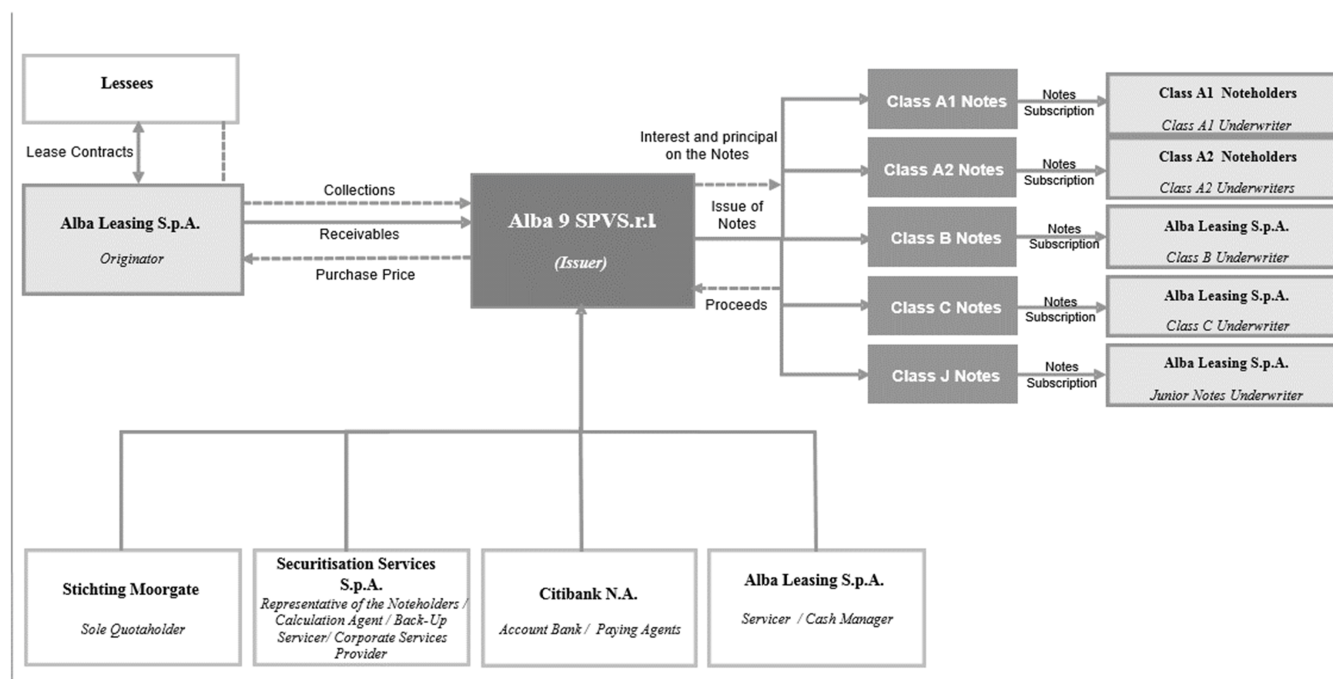 Lessees
Lease Contracts
Alba Leasing S.p.A.
Originator
Collections
Receivables
Purchase Price
Alba 9 SPVS.r.l.
(Issuer)
Interest and principal
on the Notes
Issue of
Notes
Proceeds
Class A1 Notes
Notes
Subscription
Class A1 Noteholders
Class A1 Underwriter
Class A2 Notes
Notes
Subscription
Class A2 Noteholders
Class A2 Underwriters
Class B Notes
Notes
Subscription
Alba Leasing S.p.A.
Class B Underwriter
Class C Notes
Notes
Subscription
Alba Leasing S.p.A.
Class C Underwriter
Class J Notes
Notes
Subscription
Alba Leasing S.p.A.
Junior Notes Underwriter
Stichting Moorgate
Sole Quotaholder
Securitisation Services
S.p.A.
Representative of the Noteholders /
Calculation Agent / Back-Up
Servicer/ Corporate Services
Provider
Citibank N.A.
Account Bank / Paying Agents
Alba Leasing S.p.A.
Servicer / Cash Manager